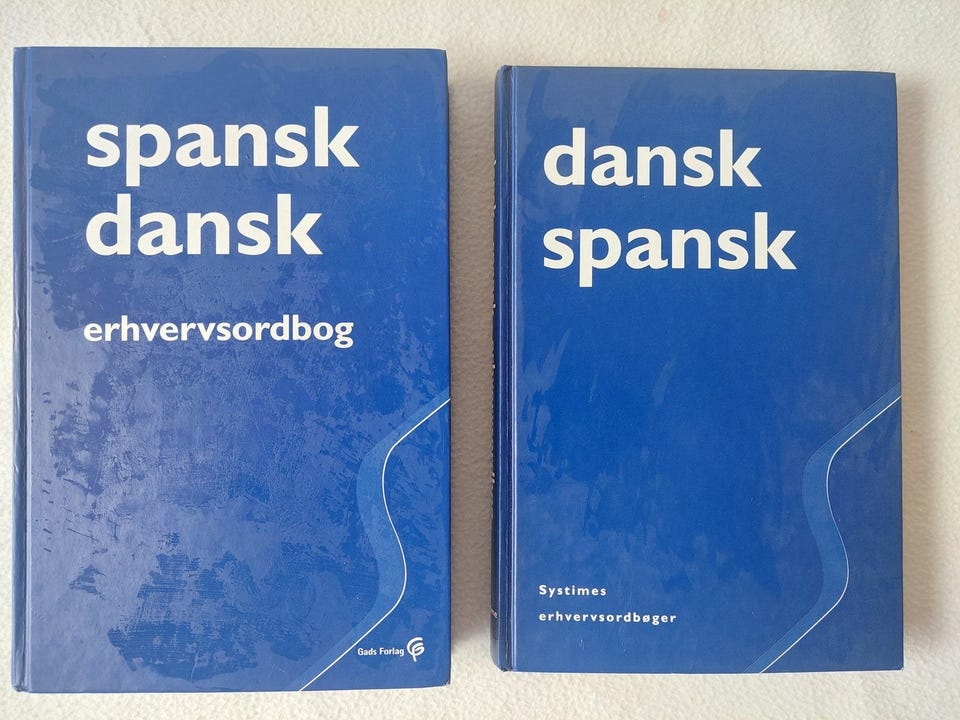 spansk
dansk
erhvervsordbog
Gads Forlag
dansk
spansk
Systimes
erhvervsordbøger